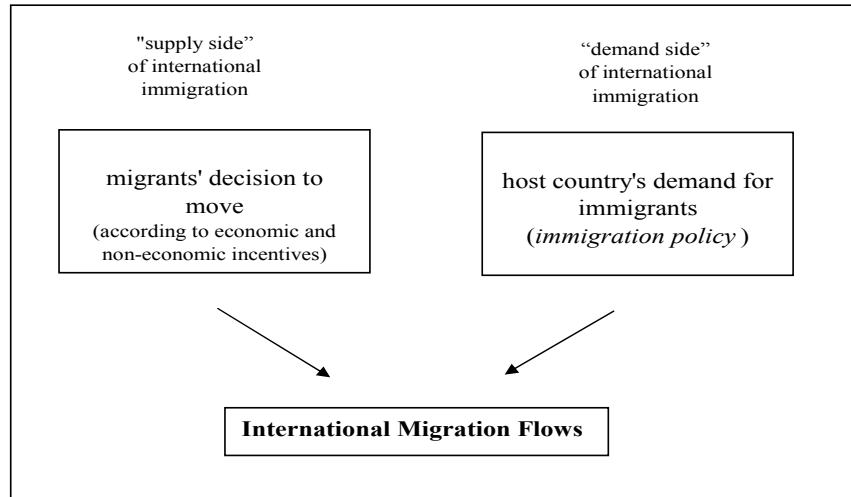 "supply side”
of international
immigration
“demand side”
of international
immigration
migrants' decision to
move
(according to economic and
non-economic incentives)
host country's demand for
immigrants
(immigration policy )
International Migration Flows